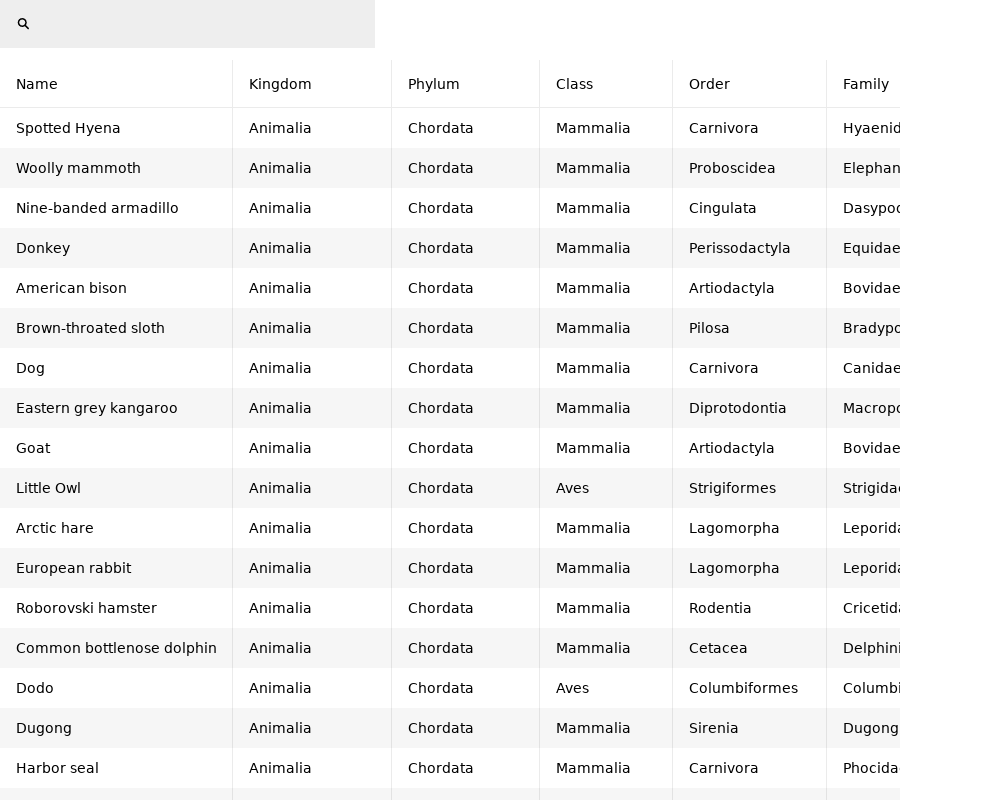 Name Kingdom Phylum Class Order Family
Spotted Hyena Animalia Chordata Mammalia Carnivora Hyaenid
Woolly mammoth Animalia Chordata Mammalia Proboscidea Elephan
Nine-banded armadillo Animalia Chordata Mammalia Cingulata Dasypod
Donkey Animalia Chordata Mammalia Perissodactyla Equidae
American bison Animalia Chordata Mammalia Artiodactyla Bovidae
Brown-throated sloth Animalia Chordata Mammalia Pilosa Bradypo
Dog Animalia Chordata Mammalia Carnivora Canidae
Eastern grey kangaroo Animalia Chordata Mammalia Diprotodontia Macropo
Goat Animalia Chordata Mammalia Artiodactyla Bovidae
Little Owl Animalia Chordata Aves Strigiformes Strigidae
Arctic hare Animalia Chordata Mammalia Lagomorpha Leporida
European rabbit Animalia Chordata Mammalia Lagomorpha Leporida
Roborovski hamster Animalia Chordata Mammalia Rodentia Cricetida
Common bottlenose dolphin Animalia Chordata Mammalia Cetacea Delphini
Dodo Animalia Chordata Aves Columbiformes Columbi
Dugong Animalia Chordata Mammalia Sirenia Dugong
Harbor seal Animalia Chordata Mammalia Carnivora Phocidae